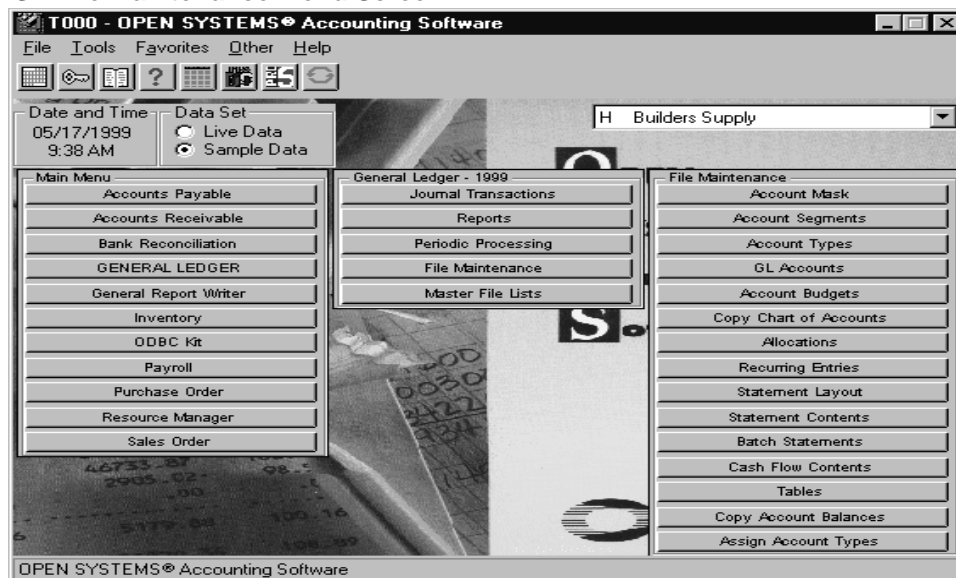 T000 - OPEN SYSTEMS® Accounting Software
File Tools Favorites Other Help
Date and Time
05/17/1999
9:38 AM
Data Set
Live Data
Sample Data
H Builders Supply
Main Menu
Accounts Payable
Accounts Receivable
Bank Reconciliation
GENERAL LEDGER
General Report Writer
Inventory
ODBC Kit
Payroll
Purchase Order
Resource Manager
Sales Order
General Ledger - 1999
Journal Transactions
Reports
Periodic Processing
File Maintenance
Master File Lists
File Maintenance
Account Mask
Account Segments
Account Types
GL Accounts
Account Budgets
Copy Chart of Accounts
Allocations
Recurring Entries
Statement Layout
Statement Contents
Batch Statements
Cash Flow Contents
Tables
Copy Account Balances
Assign Account Types
OPEN SYSTEMS® Accounting Software